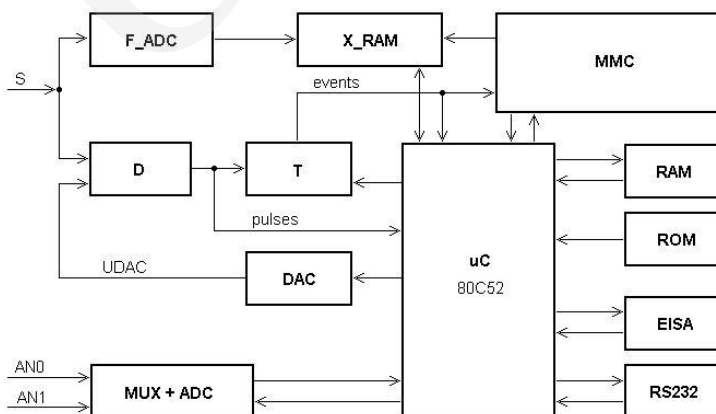 F_ADC
X_RAM
MMC
S
events
D
T
RAM
pulses
ROM
UDAC
DAC
uC
80C52
EISA
AN0
MUX + ADC
AN1
RS232